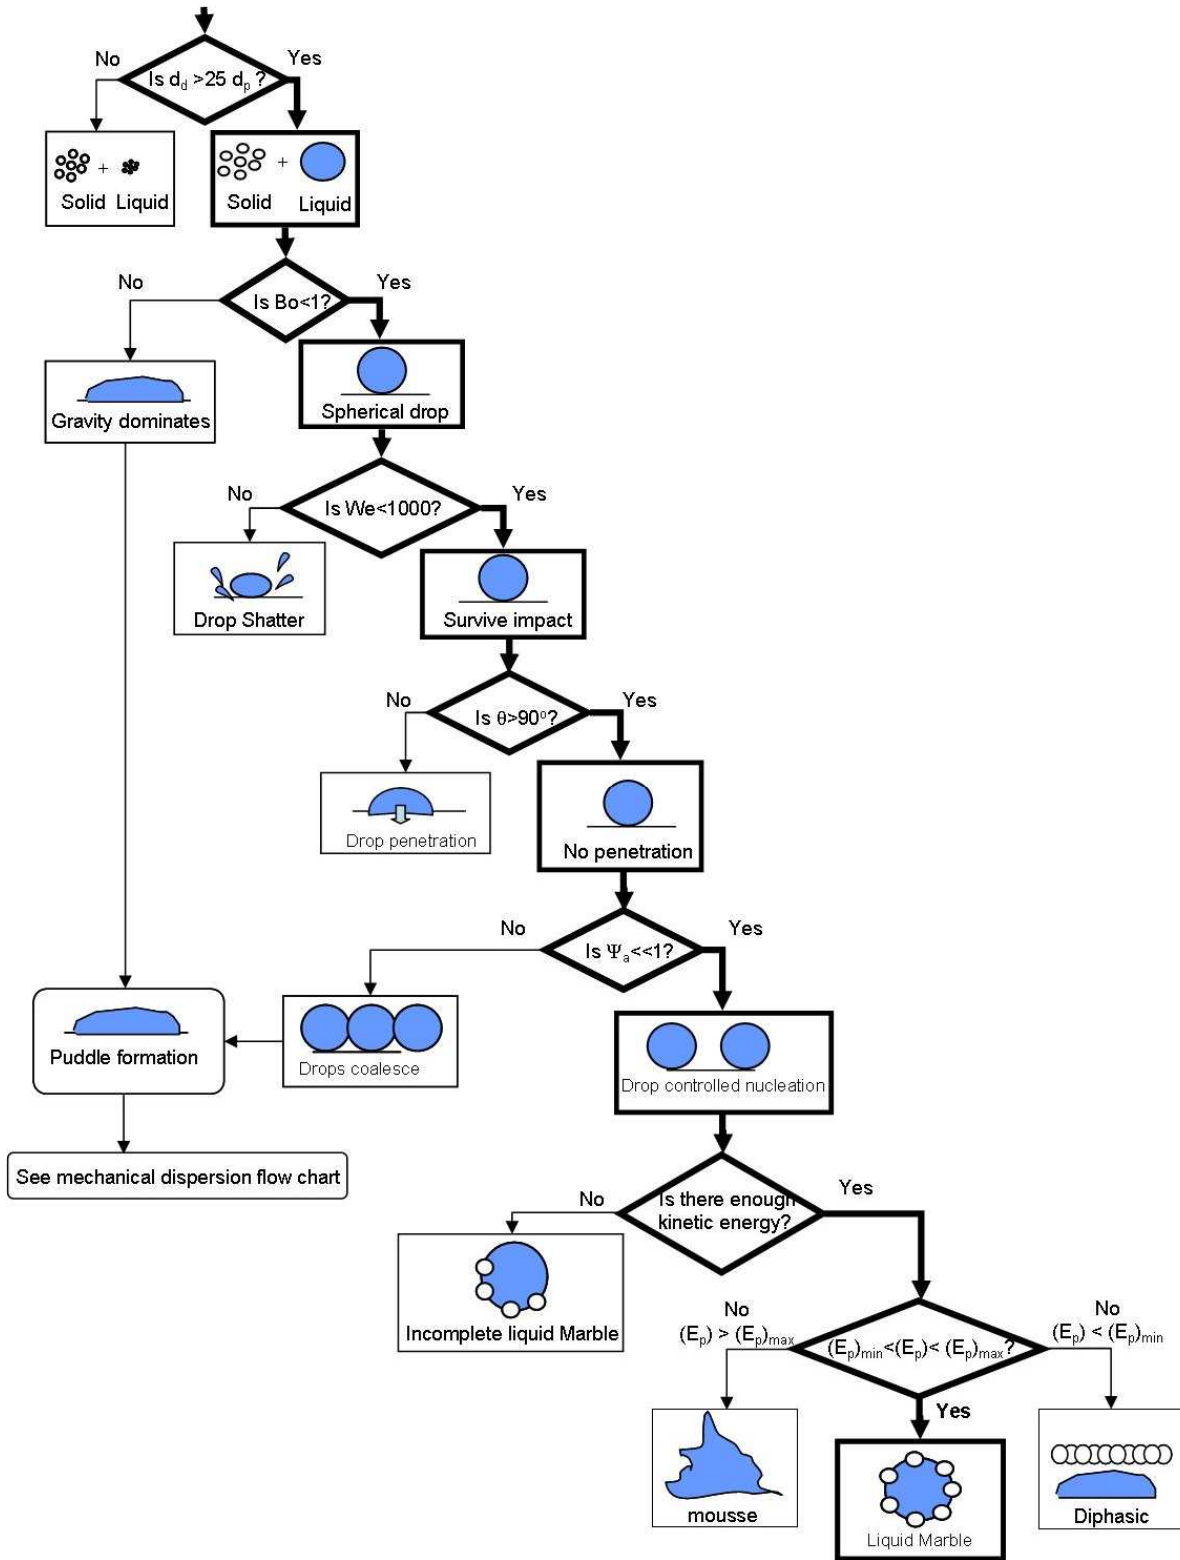 No
Yes
Is d_d >25 d_p ?
+
+
Solid Liquid
Solid Liquid
No
Yes
Is Bo<1?
Gravity dominates
Spherical drop
No
Yes
Is We<1000?
Drop Shatter
Survive impact
No
Yes
Is θ>90°?
Drop penetration
No penetration
No
Yes
Is Ψ_a<<1?
Puddle formation
Drops coalesce
Drop controlled nucleation
See mechanical dispersion flow chart
No
Yes
Is there enough
kinetic energy?
Incomplete liquid Marble
No
(E_p) > (E_p)_max
No
(E_p) < (E_p)_min
(E_p)_min<(E_p)< (E_p)_max?
Yes
mousse
Liquid Marble
Diphasic